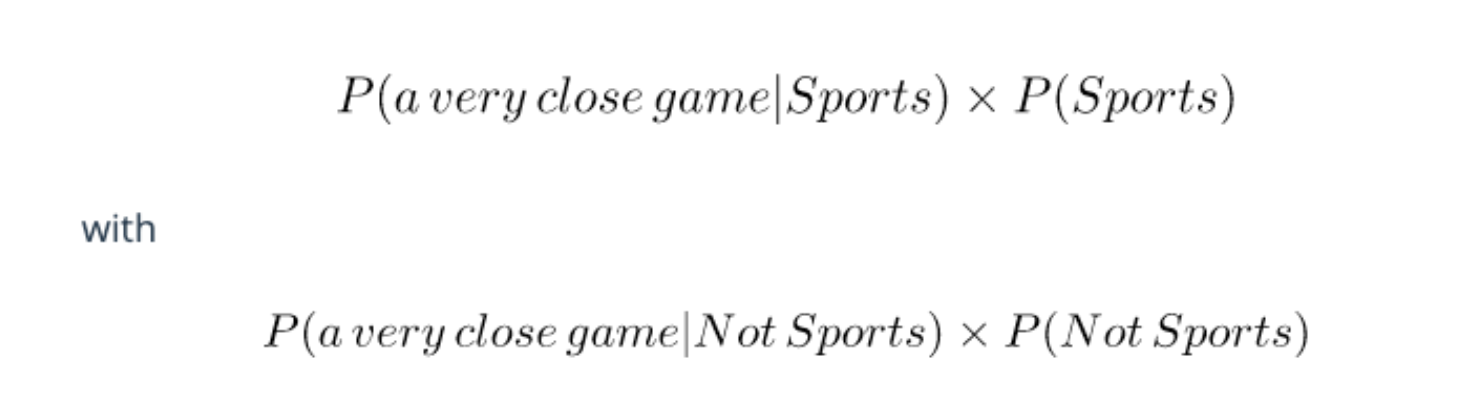 P(a very close game|Sports) × P(Sports)
with
P(a very close game|Not Sports) × P(Not Sports)